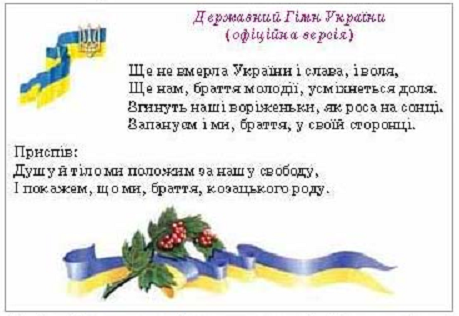 Державний Гімн України
(офіційна версія)
Ще не вмерла України і слава, і воля,
Ще нам, браття молодії, усміхнеться доля.
Згинуть наші воріженьки, як роса на сонці.
Запануєм і ми, браття, у своїй сторонці.
Приспів:
Душу й тіло ми положим за нашу свободу,
І покажем, що ми, браття, козацького роду.